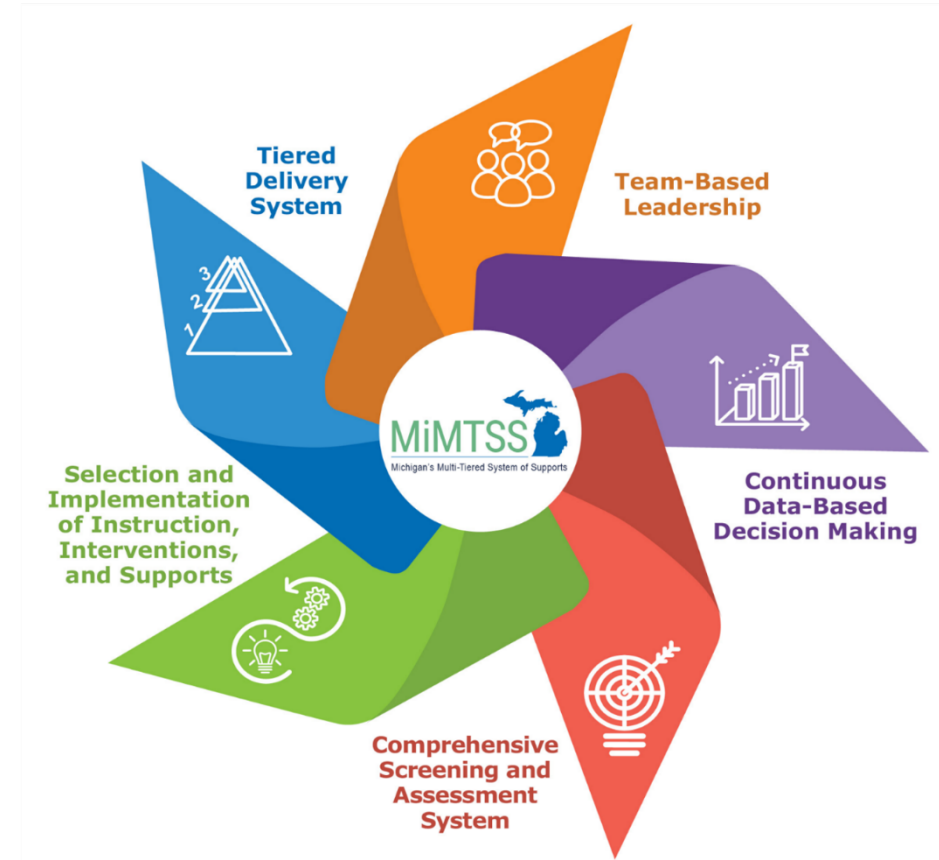 Tiered
Delivery
System
Team-Based
Leadership
3
2
1
MiMTSS
Michigan's Multi-Tiered System of Supports
Selection and
Implementation
of Instruction,
Interventions,
and Supports
Continuous
Data-Based
Decision Making
Comprehensive
Screening and
Assessment
System